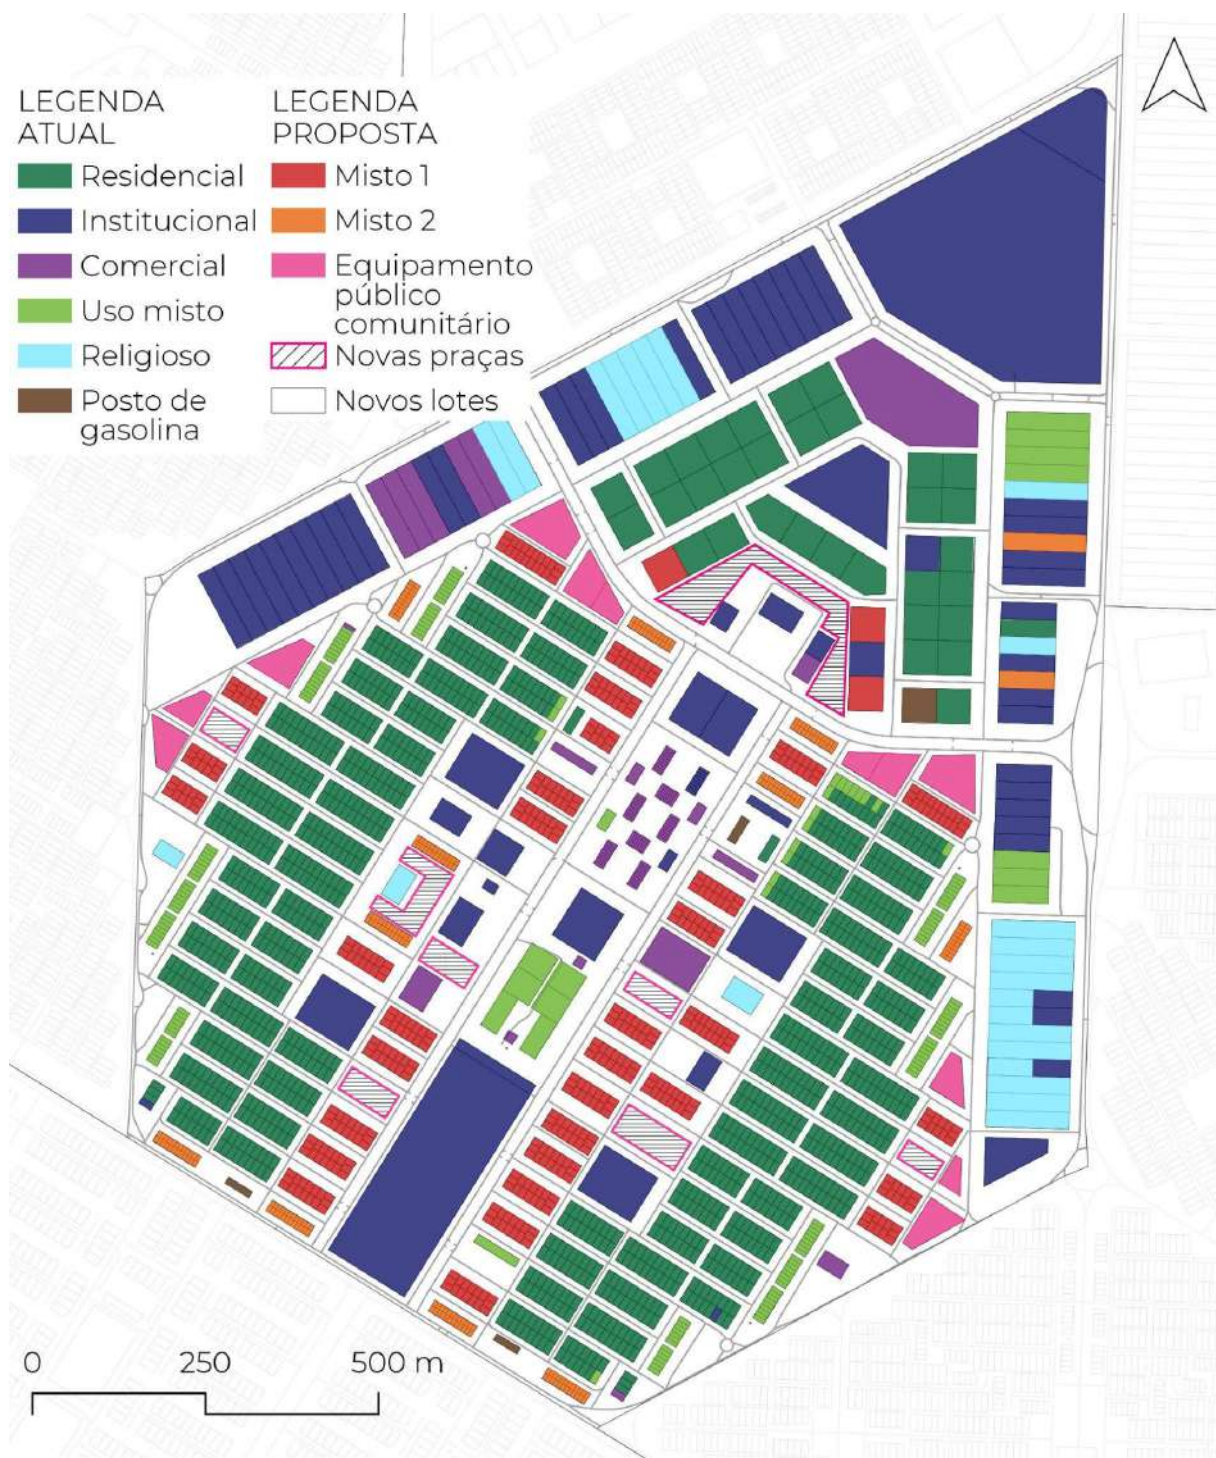 LEGENDA
ATUAL
Residencial
Institucional
Comercial
Uso misto
Religioso
Posto de
gasolina
LEGENDA
PROPOSTA
Misto 1
Misto 2
Equipamento
público
comunitário
Novas praças
Novos lotes
0 250 500 m